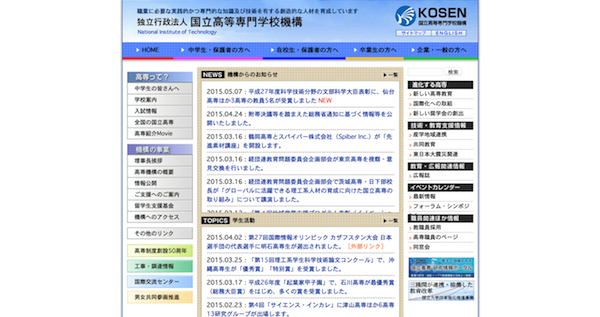 職業に必要な実践的かつ専門的な知識及び技術を有する創造的な人材を育成しています
独立行政法人 国立高等専門学校機構
National Institute of Technology
KOSEN
国立高等専門学校機構
サイトマップ
ENGLISH
HOME
中学生・保護者の方へ
在校生・保護者の方へ
卒業生の方へ
企業・一般の方へ
高専って?
中学生の皆さんへ
学校案内
入試情報
全国の国立高専
高専紹介Movie
機構の事業
理事長挨拶
高専機構の概要
情報公開
ご支援へのご案内
留学生支援基金
機構へのアクセス
その他のリンク
高専制度創設50周年
工事・調達情報
国際交流センター
男女共同参画推進
NEWS 機構からのお知らせ
一覧
2015.05.07:平成27年度科学技術分野の文部科学大臣表彰に、仙台
高専ほか3高専の教員5名が受賞しました NEW
2015.04.24:附帯決議等を踏まえた総務省通知に基づく情報を公
開いたしました。
2015.03.16:鶴岡高専とスパイバー株式会社(Spiber Inc.)が「先
進素材講座」を開設します。
2015.03.16:経団連教育問題委員会企画部会が東京高専を視察・意
見交換を行いました。
2015.03.16:経団連教育問題委員会企画部会で茨城高専・日下部校
長が「グローバルに活躍できる理工系人材の育成に向けた国立高専の
取り組み」について講演しました。
TOPICS 学生活動
一覧
2015.04.02:第27回国際情報オリンピック カザフスタン大会 日本
選手団の代表選手に明石高専生が選出されました。[外部リンク]
2015.03.25:「第15回理工系学生科学技術論文コンクール」で、沖
縄高専生が「優秀賞」「特別賞」を受賞しました。
2015.03.17:平成26年度「起業家甲子園」で、石川高専生が最優秀賞
(総務大臣賞)をはじめ、多くの賞を受賞しました。
2015.02.23:第4回「サイエンス・インカレ」に津山高専ほか6高専
13研究グループが出場します。
検索
進化する高専
新しい高専教育
国際化への取組
新しい奨学会の創出
技術・教育支援情報
産学地域連携
共同教育
東日本大震災関連
教育・広報関連情報
広報誌
イベントカレンダー
最新情報
フォーラム・シンポジ
職員関連ほか情報
教職員採用
高専職員のページ
同窓会
三機関が連携・協働した
教育改革